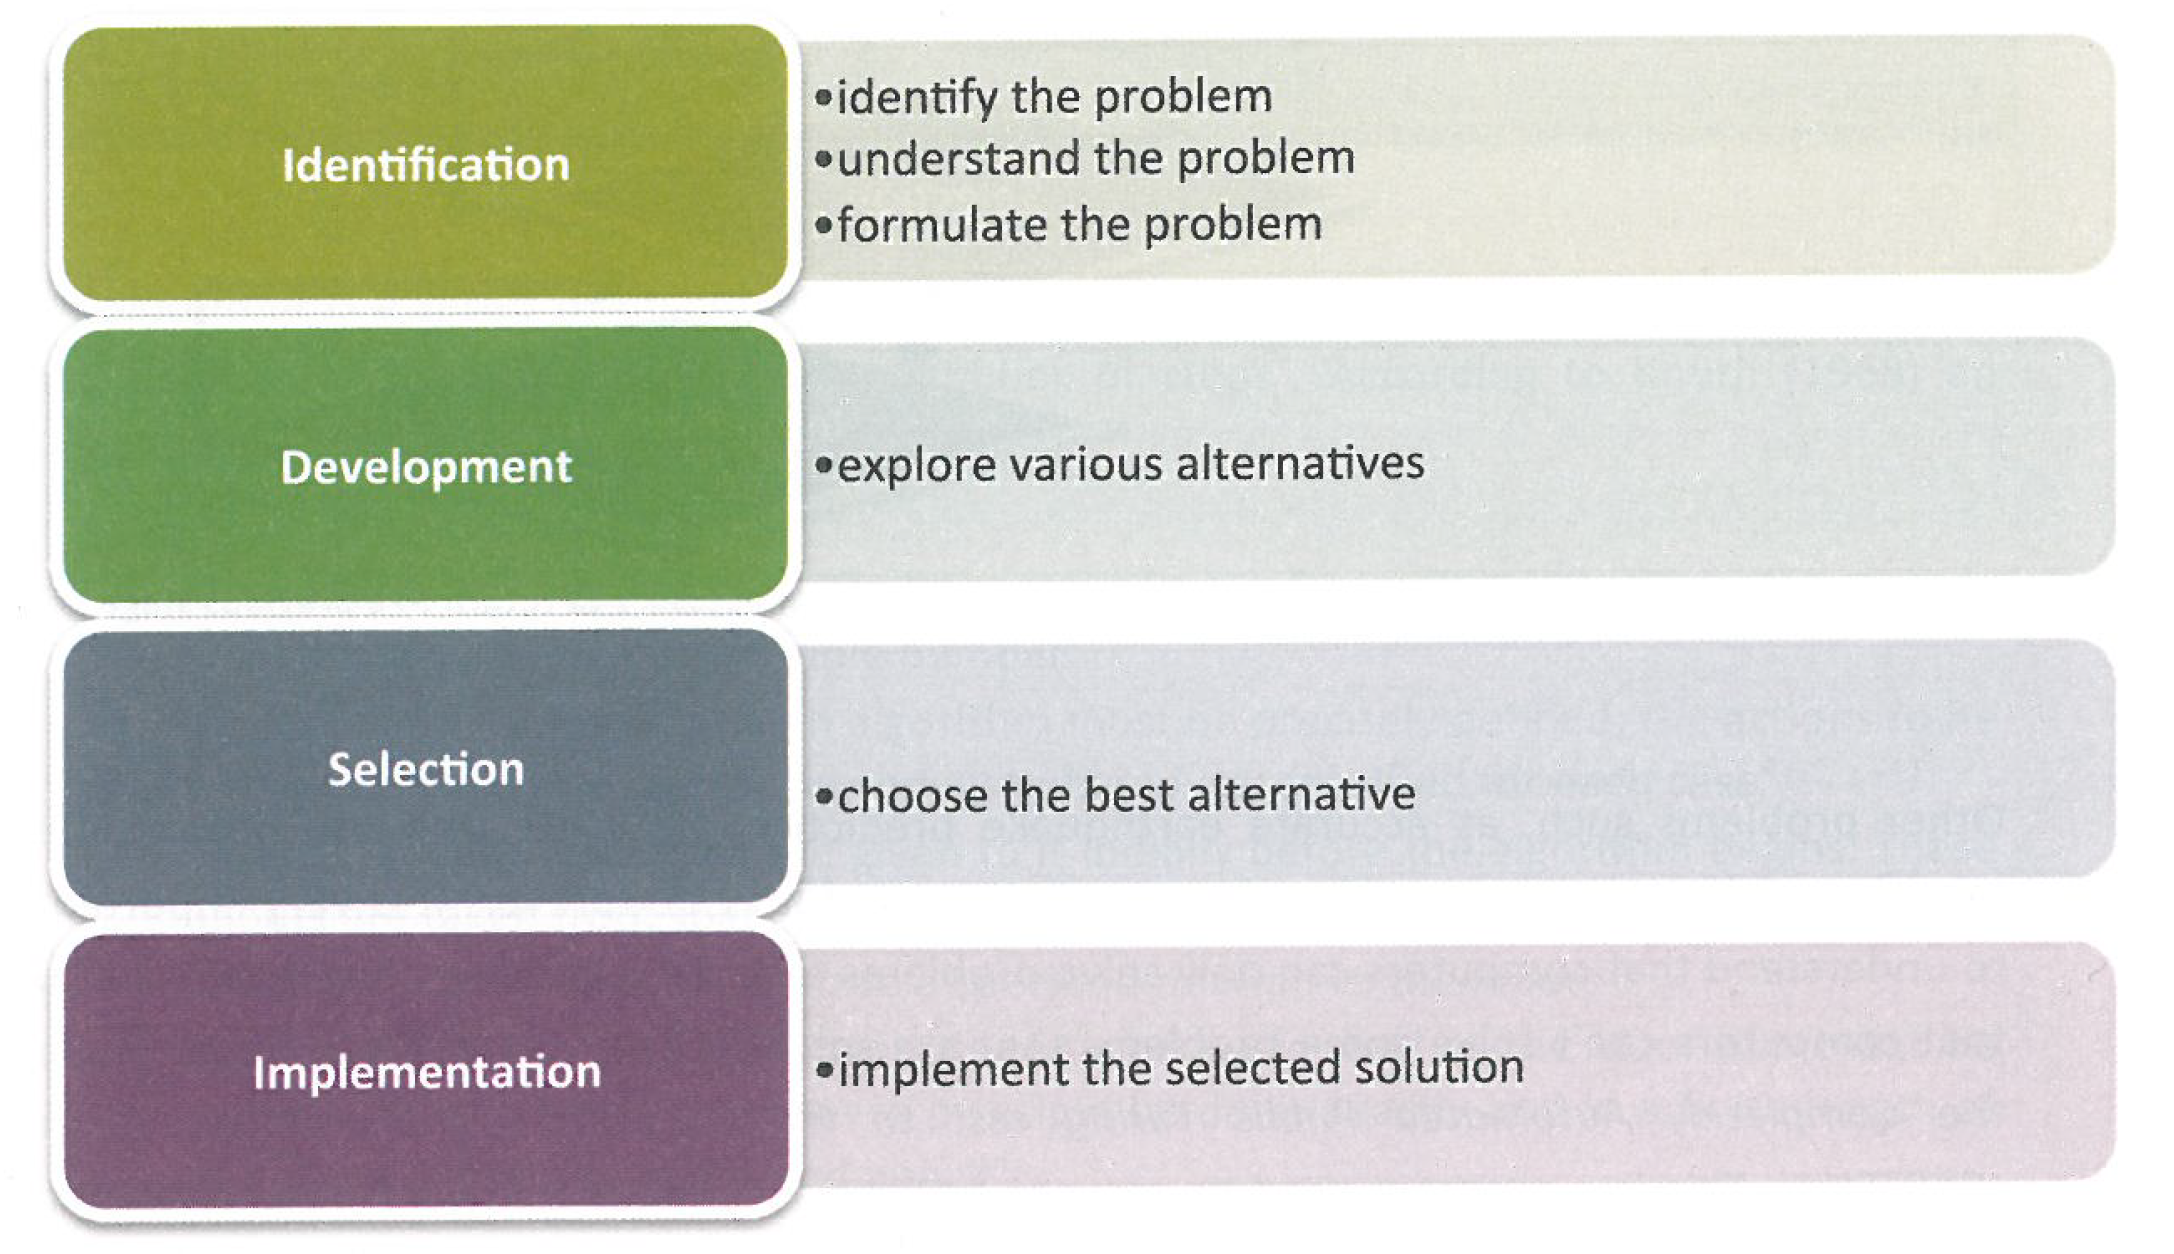 Identification
•identify the problem
•understand the problem
•formulate the problem
Development
•explore various alternatives
Selection
•choose the best alternative
Implementation
•implement the selected solution